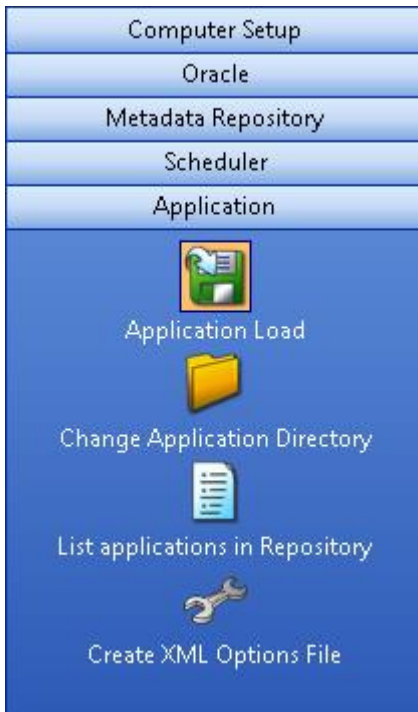 Computer Setup
Oracle
Metadata Repository
Scheduler
Application
Application Load
Change Application Directory
List applications in Repository
Create XML Options File